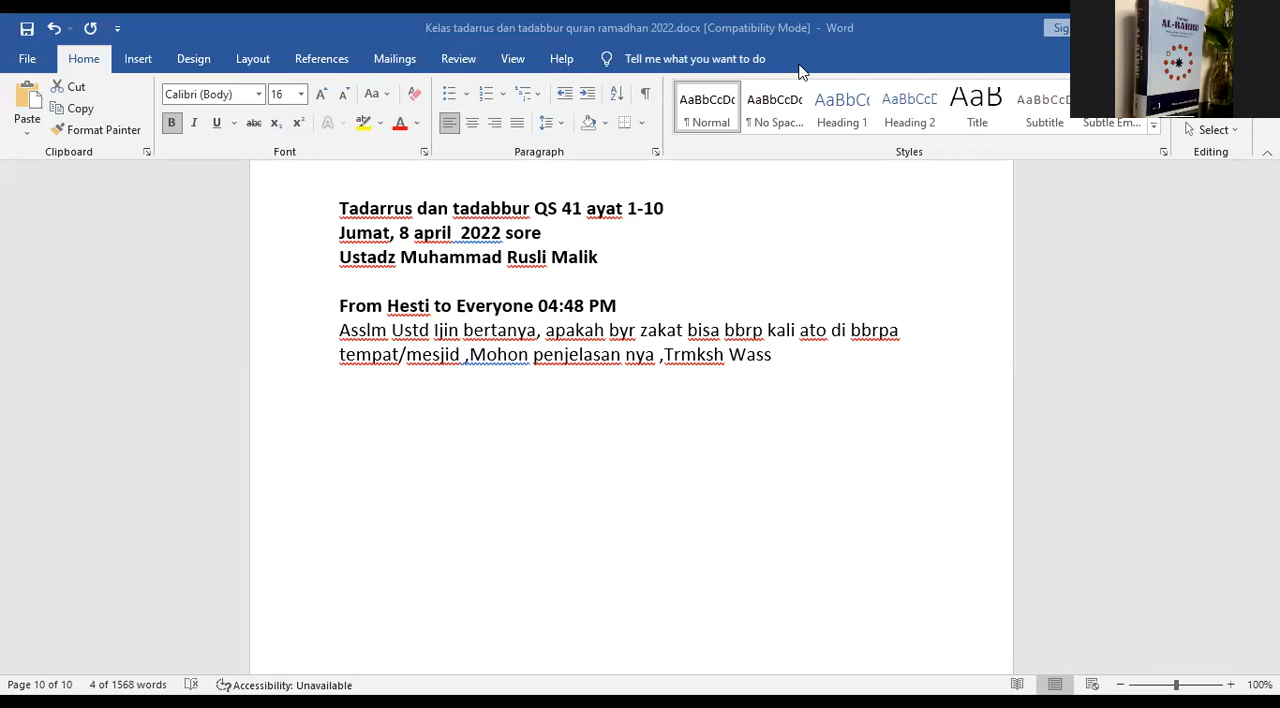 Kelas tadarrus dan tadabbur quran ramadhan 2022.docx [Compatibility Mode] - Word
File Home Insert Design Layout References Mailings Review View Help Tell me what you want to do
AL-BARRU
Cut
Copy
Format Painter
Paste
Clipboard
Calibri (Body) 16
Font
Paragraph
AaBbCcDc AaBbCcDc AaBbC AaBbCcD AaB AaBbCcD
¶ Normal ¶ No Spac... Heading 1 Heading 2 Title Subtitle Subtle Em...
Styles
Select
Editing
Tadarrus dan tadabbur QS 41 ayat 1-10
Jumat, 8 april  2022 sore
Ustadz Muhammad Rusli Malik
From Hesti to Everyone 04:48 PM
Asslm Ustd Ijin bertanya, apakah byr zakat bisa bbrp kali ato di bbrpa
tempat/mesjid ,Mohon penjelasan nya ,Trmksh Wass
Page 10 of 10 4 of 1568 words Accessibility: Unavailable 100%